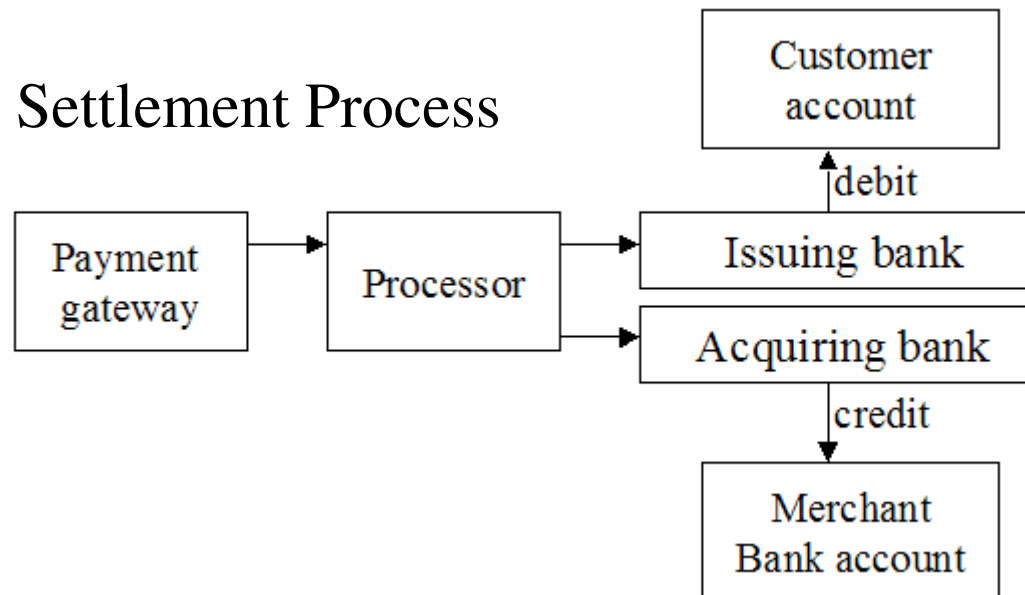 Settlement Process
Customer
account
debit
Payment
gateway
Processor
Issuing bank
Acquiring bank
credit
Merchant
Bank account